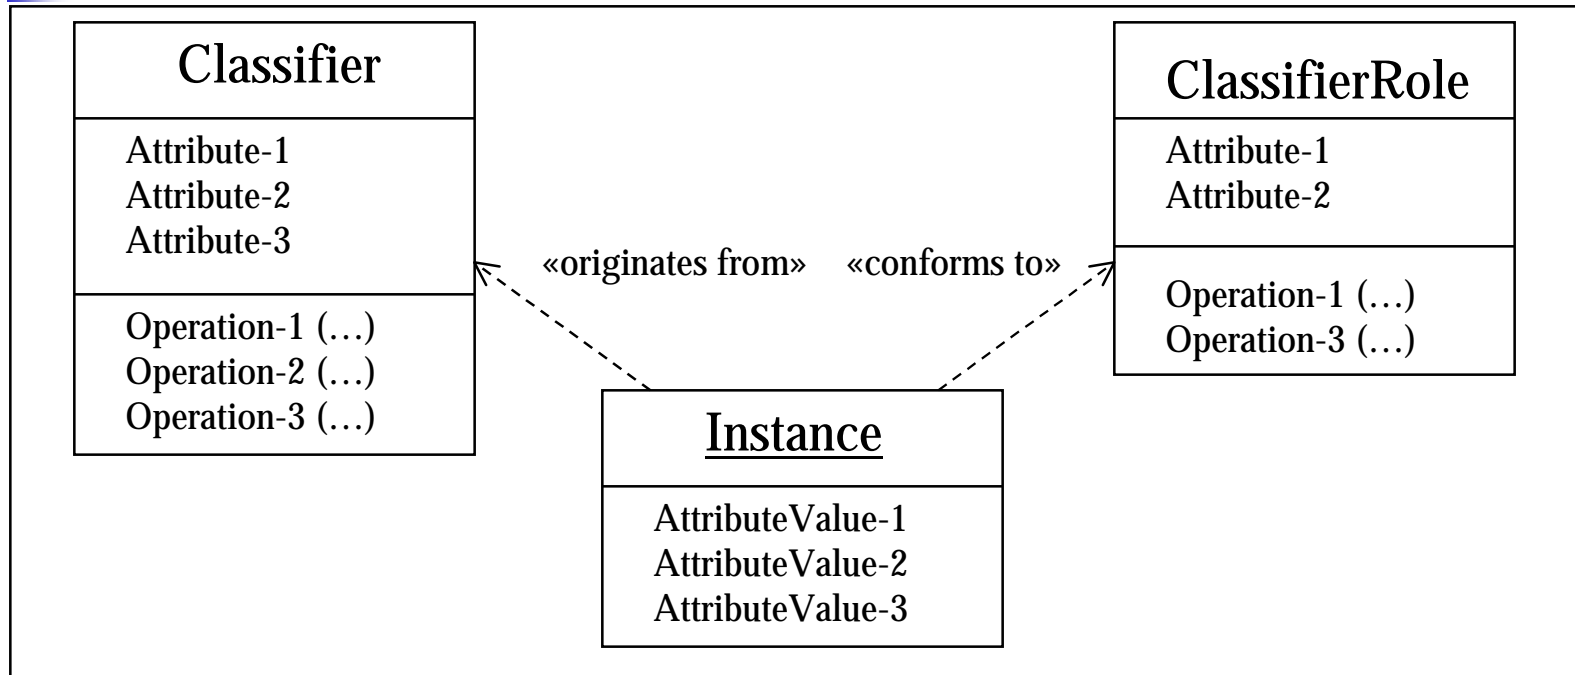 Classifier
Attribute-1
Attribute-2
Attribute-3
Operation-1 (…)
Operation-2 (…)
Operation-3 (…)
«originates from»
«conforms to»
ClassifierRole
Attribute-1
Attribute-2
Operation-1 (…)
Operation-3 (…)
Instance
AttributeValue-1
AttributeValue-2
AttributeValue-3